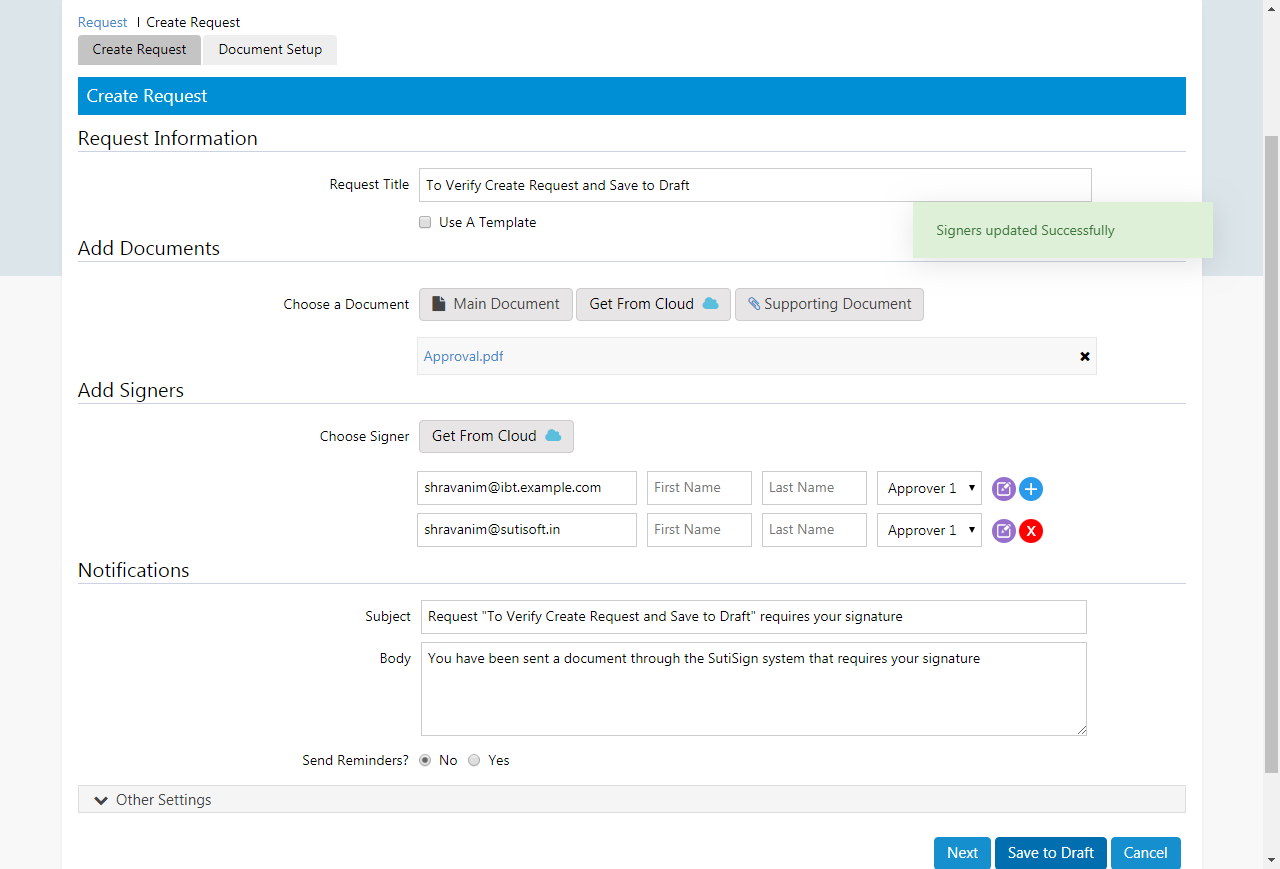 Request | Create Request
Create Request Document Setup
Create Request
Request Information
Request Title To Verify Create Request and Save to Draft
Use A Template
Signers updated Successfully
Add Documents
Choose a Document Main Document Get From Cloud Supporting Document
Approval.pdf
Add Signers
Choose Signer Get From Cloud
shravanim@ibt.example.com First Name Last Name Approver 1
shravanim@sutisoft.in First Name Last Name Approver 1 X
Notifications
Subject Request "To Verify Create Request and Save to Draft" requires your signature
Body You have been sent a document through the SutiSign system that requires your signature
Send Reminders? No Yes
Other Settings
Next Save to Draft Cancel